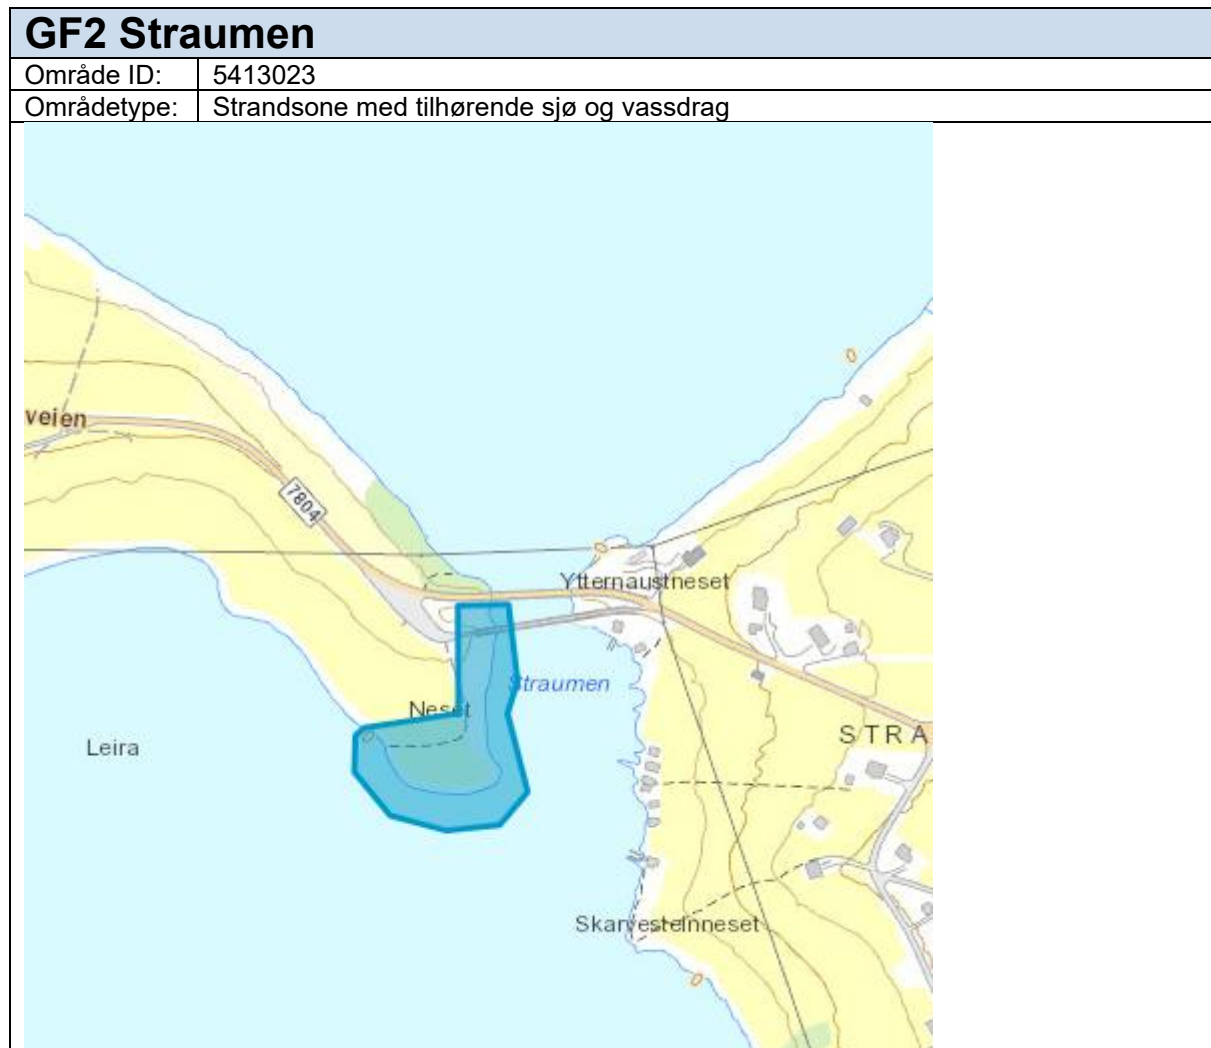 GF2 Straumen
Område ID: 5413023
Områdetype: Strandsone med tilhørende sjø og vassdrag
veien
7804
Ytternaustneset
Straumen
Neset
STRA
Leira
Skarvesteinneset